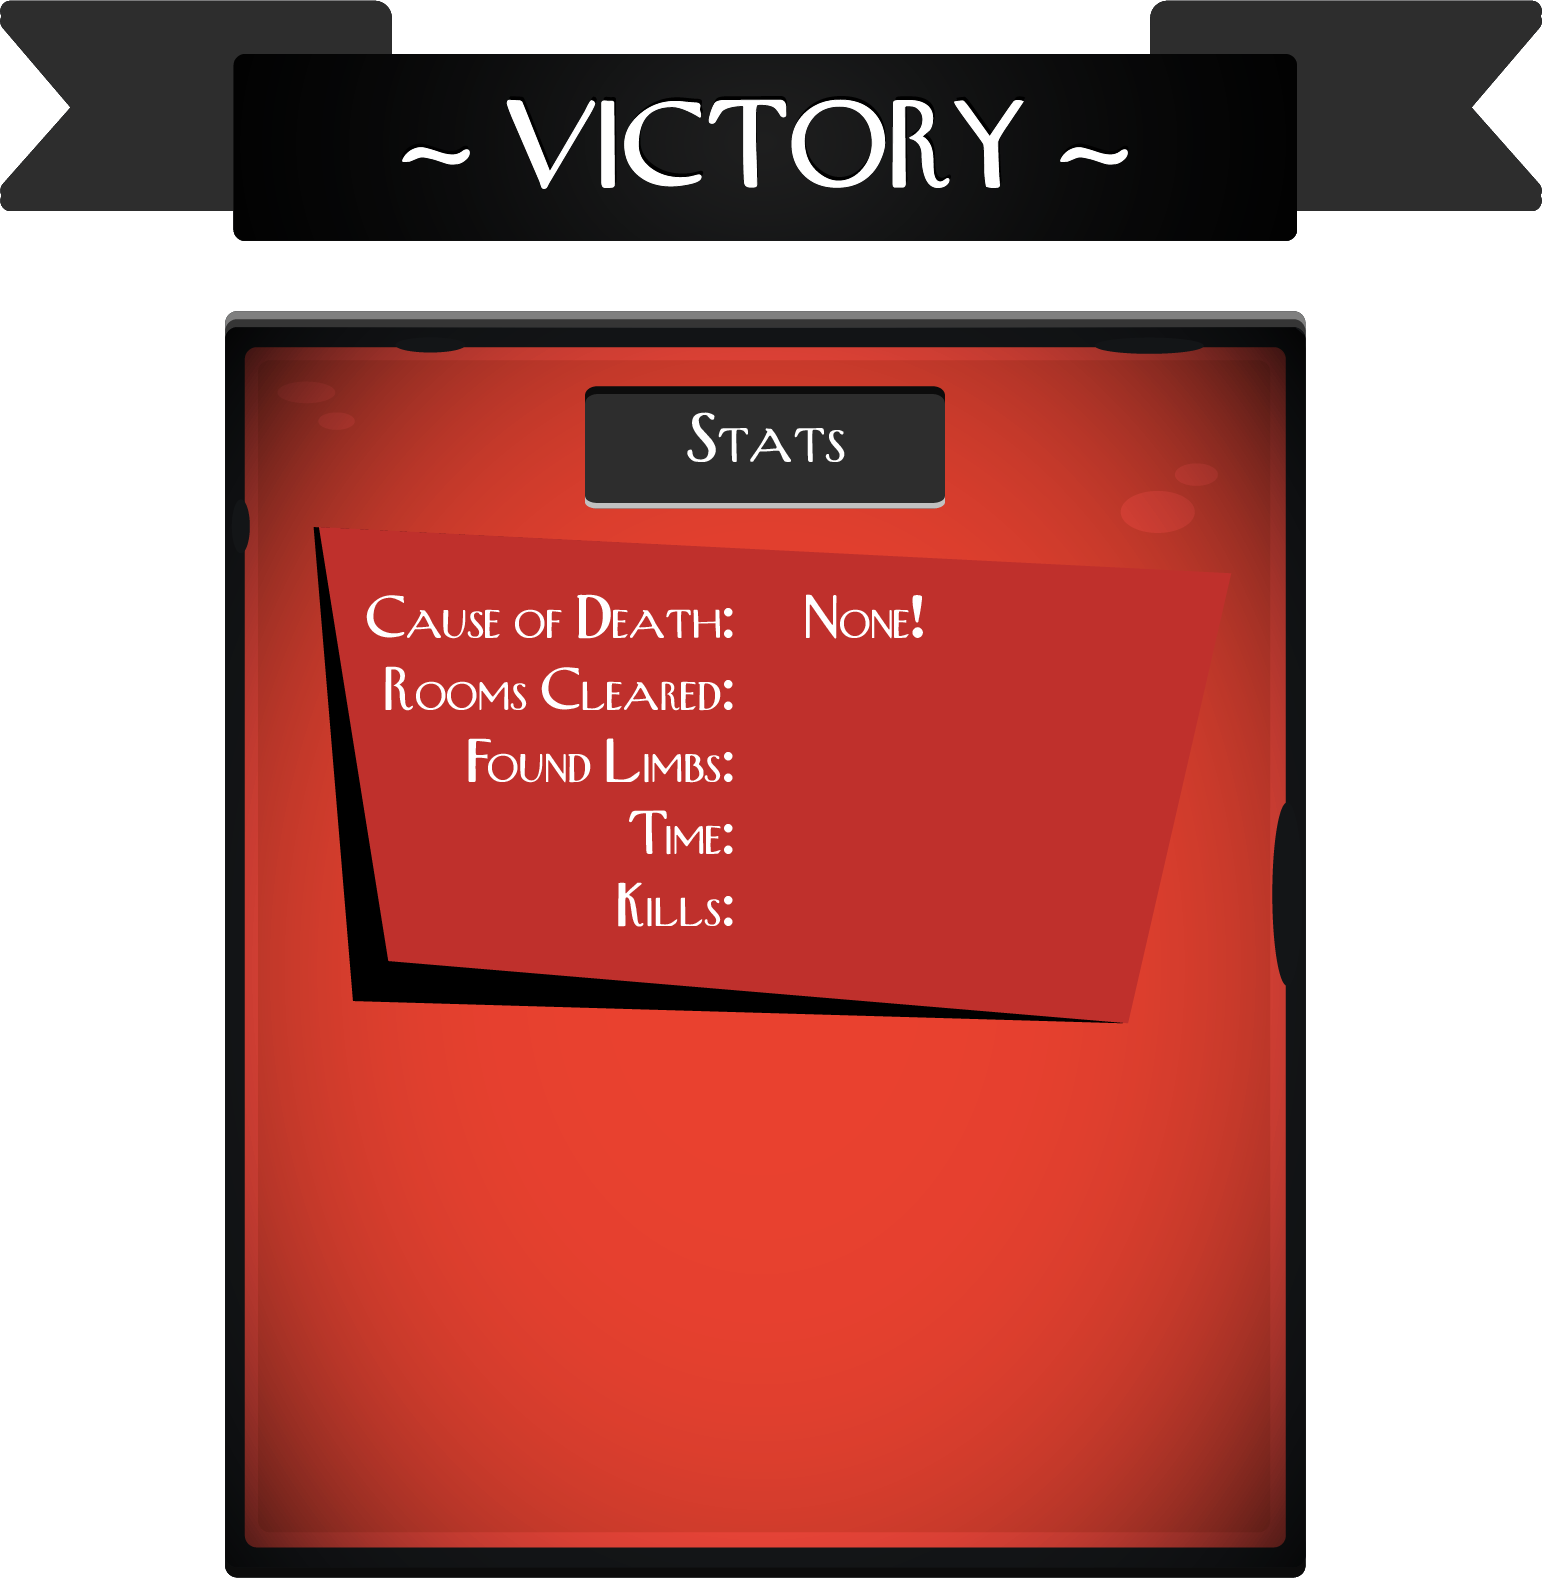 ~ VICTORY ~
Stats
Cause of Death: None!
Rooms Cleared:
Found Limbs:
Time:
Kills: